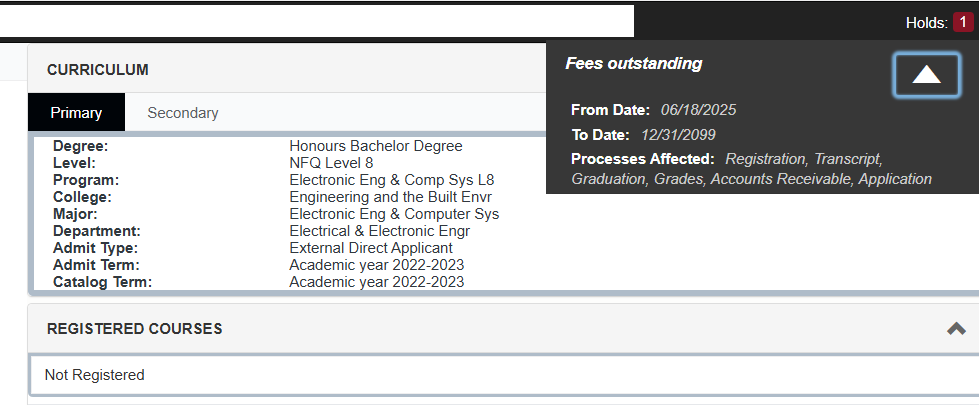 Holds: 1
Fees outstanding
From Date: 06/18/2025
To Date: 12/31/2099
Processes Affected: Registration, Transcript,
Graduation, Grades, Accounts Receivable, Application
CURRICULUM
Primary Secondary
Degree: Honours Bachelor Degree
Level: NFQ Level 8
Program: Electronic Eng & Comp Sys L8
College: Engineering and the Built Envr
Major: Electronic Eng & Computer Sys
Department: Electrical & Electronic Engr
Admit Type: External Direct Applicant
Admit Term: Academic year 2022-2023
Catalog Term: Academic year 2022-2023
REGISTERED COURSES
Not Registered